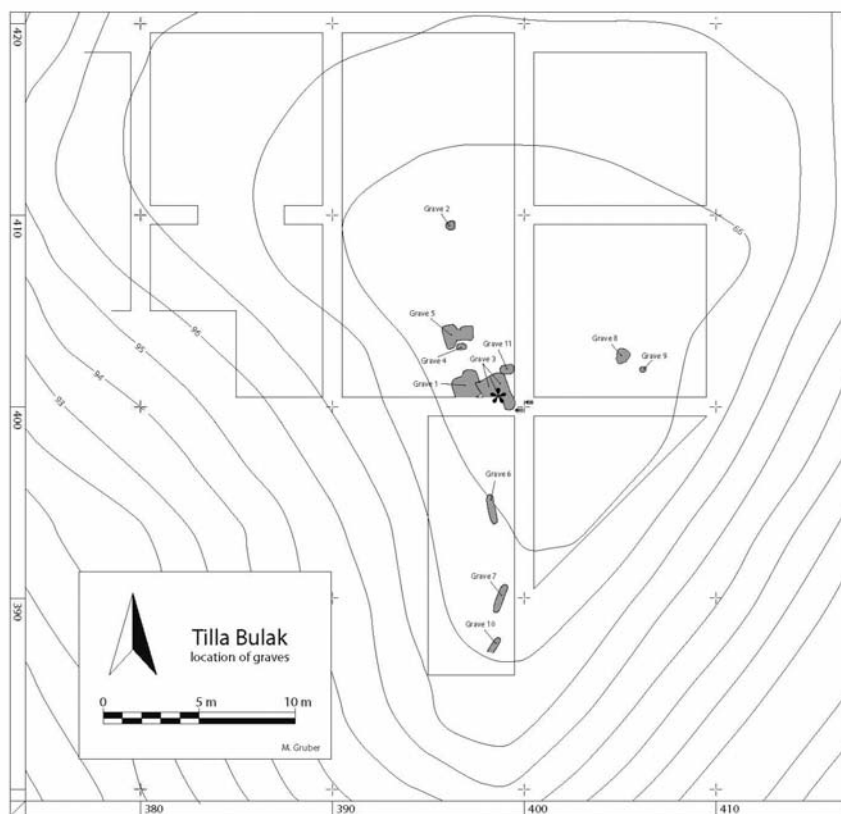 420
410
400
390
Grave 2
66
Grave 5
Grave 4
Grave 11
Grave 3
Grave 1
Grave 8
Grave 9
96
95
94
93
Grave 6
Grave 7
Grave 10
Tilla Bulak
location of graves
0
5 m
10 m
M. Gruber
380
390
400
410